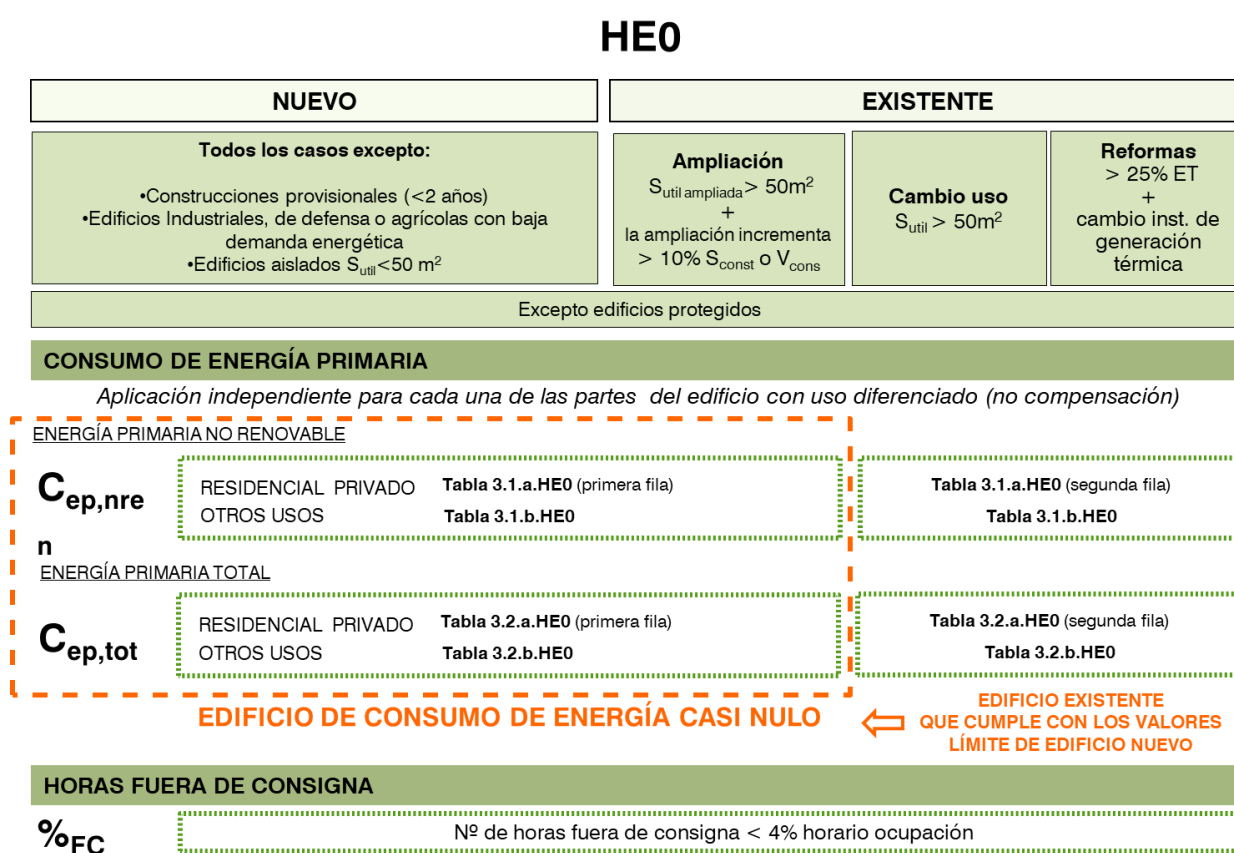 HE0
NUEVO
EXISTENTE
Todos los casos excepto:
•Construcciones provisionales (<2 años)
•Edificios Industriales, de defensa o agrícolas con baja
demanda energética
•Edificios aislados Sutil<50 m²
Ampliación
Sutil ampliada> 50m²
+
la ampliación incrementa
> 10% Sconst o Vcons
Cambio uso
Sutil > 50m²
Reformas
> 25% ET
+
cambio inst. de
generación
térmica
Excepto edificios protegidos
CONSUMO DE ENERGÍA PRIMARIA
Aplicación independiente para cada una de las partes del edificio con uso diferenciado (no compensación)
ENERGÍA PRIMARIA NO RENOVABLE
Cep,nre
n
RESIDENCIAL PRIVADO Tabla 3.1.a.HE0 (primera fila)
OTROS USOS Tabla 3.1.b.HE0
Tabla 3.1.a.HE0 (segunda fila)
Tabla 3.1.b.HE0
ENERGÍA PRIMARIA TOTAL
Cep,tot
RESIDENCIAL PRIVADO Tabla 3.2.a.HE0 (primera fila)
OTROS USOS Tabla 3.2.b.HE0
Tabla 3.2.a.HE0 (segunda fila)
Tabla 3.2.b.HE0
EDIFICIO DE CONSUMO DE ENERGÍA CASI NULO
EDIFICIO EXISTENTE
QUE CUMPLE CON LOS VALORES
LÍMITE DE EDIFICIO NUEVO
HORAS FUERA DE CONSIGNA
%FC
Nº de horas fuera de consigna < 4% horario ocupación